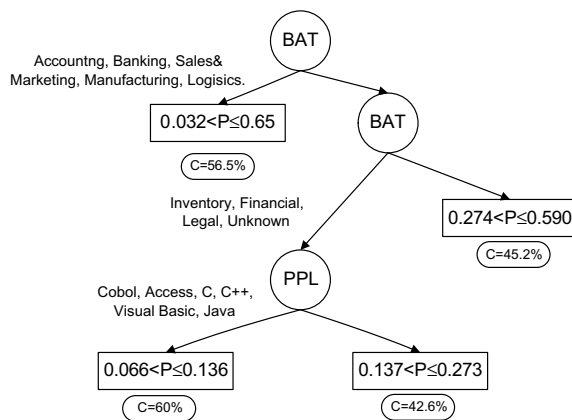 BAT
Accountng, Banking, Sales&
Marketing, Manufacturing, Logisics.
0.032<P≤0.65
C=56.5%
BAT
Inventory, Financial,
Legal, Unknown
0.274<P≤0.590
C=45.2%
PPL
Cobol, Access, C, C++,
Visual Basic, Java
0.066<P≤0.136
C=60%
0.137<P≤0.273
C=42.6%